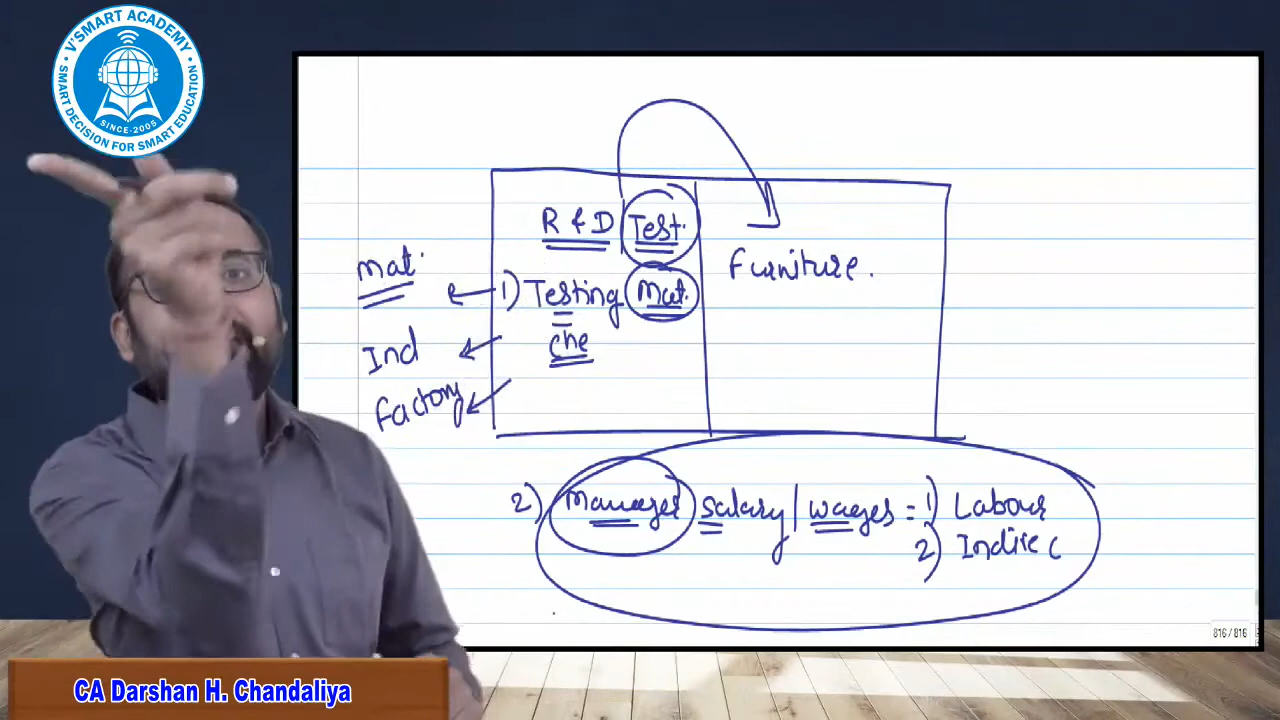 V'SMART ACADEMY
SMART DECISION FOR SMART EDUCATION
SINCE-2005
R & D Test.
Furniture.
mat.
1) Testing Mat.
che
Ind
factory
2) Manager salary / wages = 1) Labour
2) Indirec
816 / 816
CA Darshan H. Chandaliya